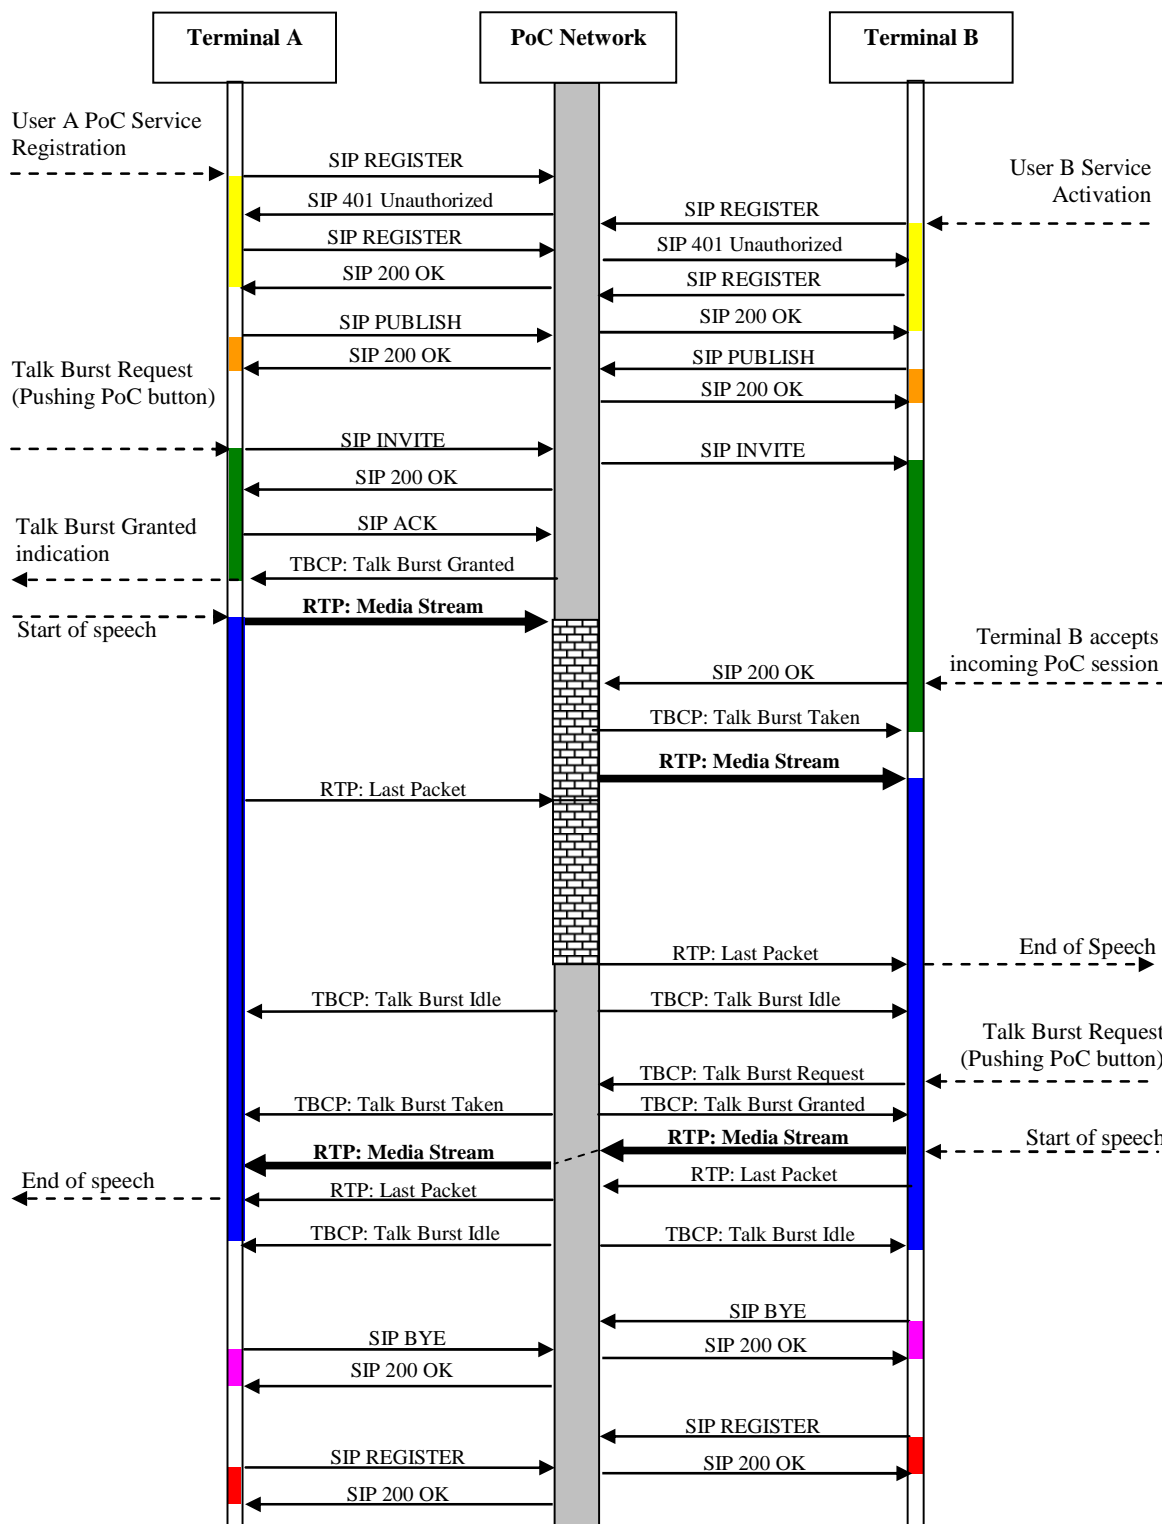 Terminal A
PoC Network
Terminal B
User A PoC Service
Registration
SIP REGISTER
User B Service
Activation
SIP 401 Unauthorized
SIP REGISTER
SIP REGISTER
SIP 401 Unauthorized
SIP 200 OK
SIP REGISTER
SIP PUBLISH
SIP 200 OK
SIP 200 OK
SIP PUBLISH
Talk Burst Request
(Pushing PoC button)
SIP 200 OK
SIP INVITE
SIP INVITE
SIP 200 OK
Talk Burst Granted
indication
SIP ACK
TBCP: Talk Burst Granted
RTP: Media Stream
Start of speech
Terminal B accepts
incoming PoC session
SIP 200 OK
TBCP: Talk Burst Taken
RTP: Media Stream
RTP: Last Packet
RTP: Last Packet
End of Speech
TBCP: Talk Burst Idle
TBCP: Talk Burst Idle
Talk Burst Request
(Pushing PoC button)
TBCP: Talk Burst Request
TBCP: Talk Burst Taken
TBCP: Talk Burst Granted
RTP: Media Stream
Start of speech
RTP: Media Stream
End of speech
RTP: Last Packet
RTP: Last Packet
TBCP: Talk Burst Idle
TBCP: Talk Burst Idle
SIP BYE
SIP BYE
SIP 200 OK
SIP 200 OK
SIP REGISTER
SIP REGISTER
SIP 200 OK
SIP 200 OK